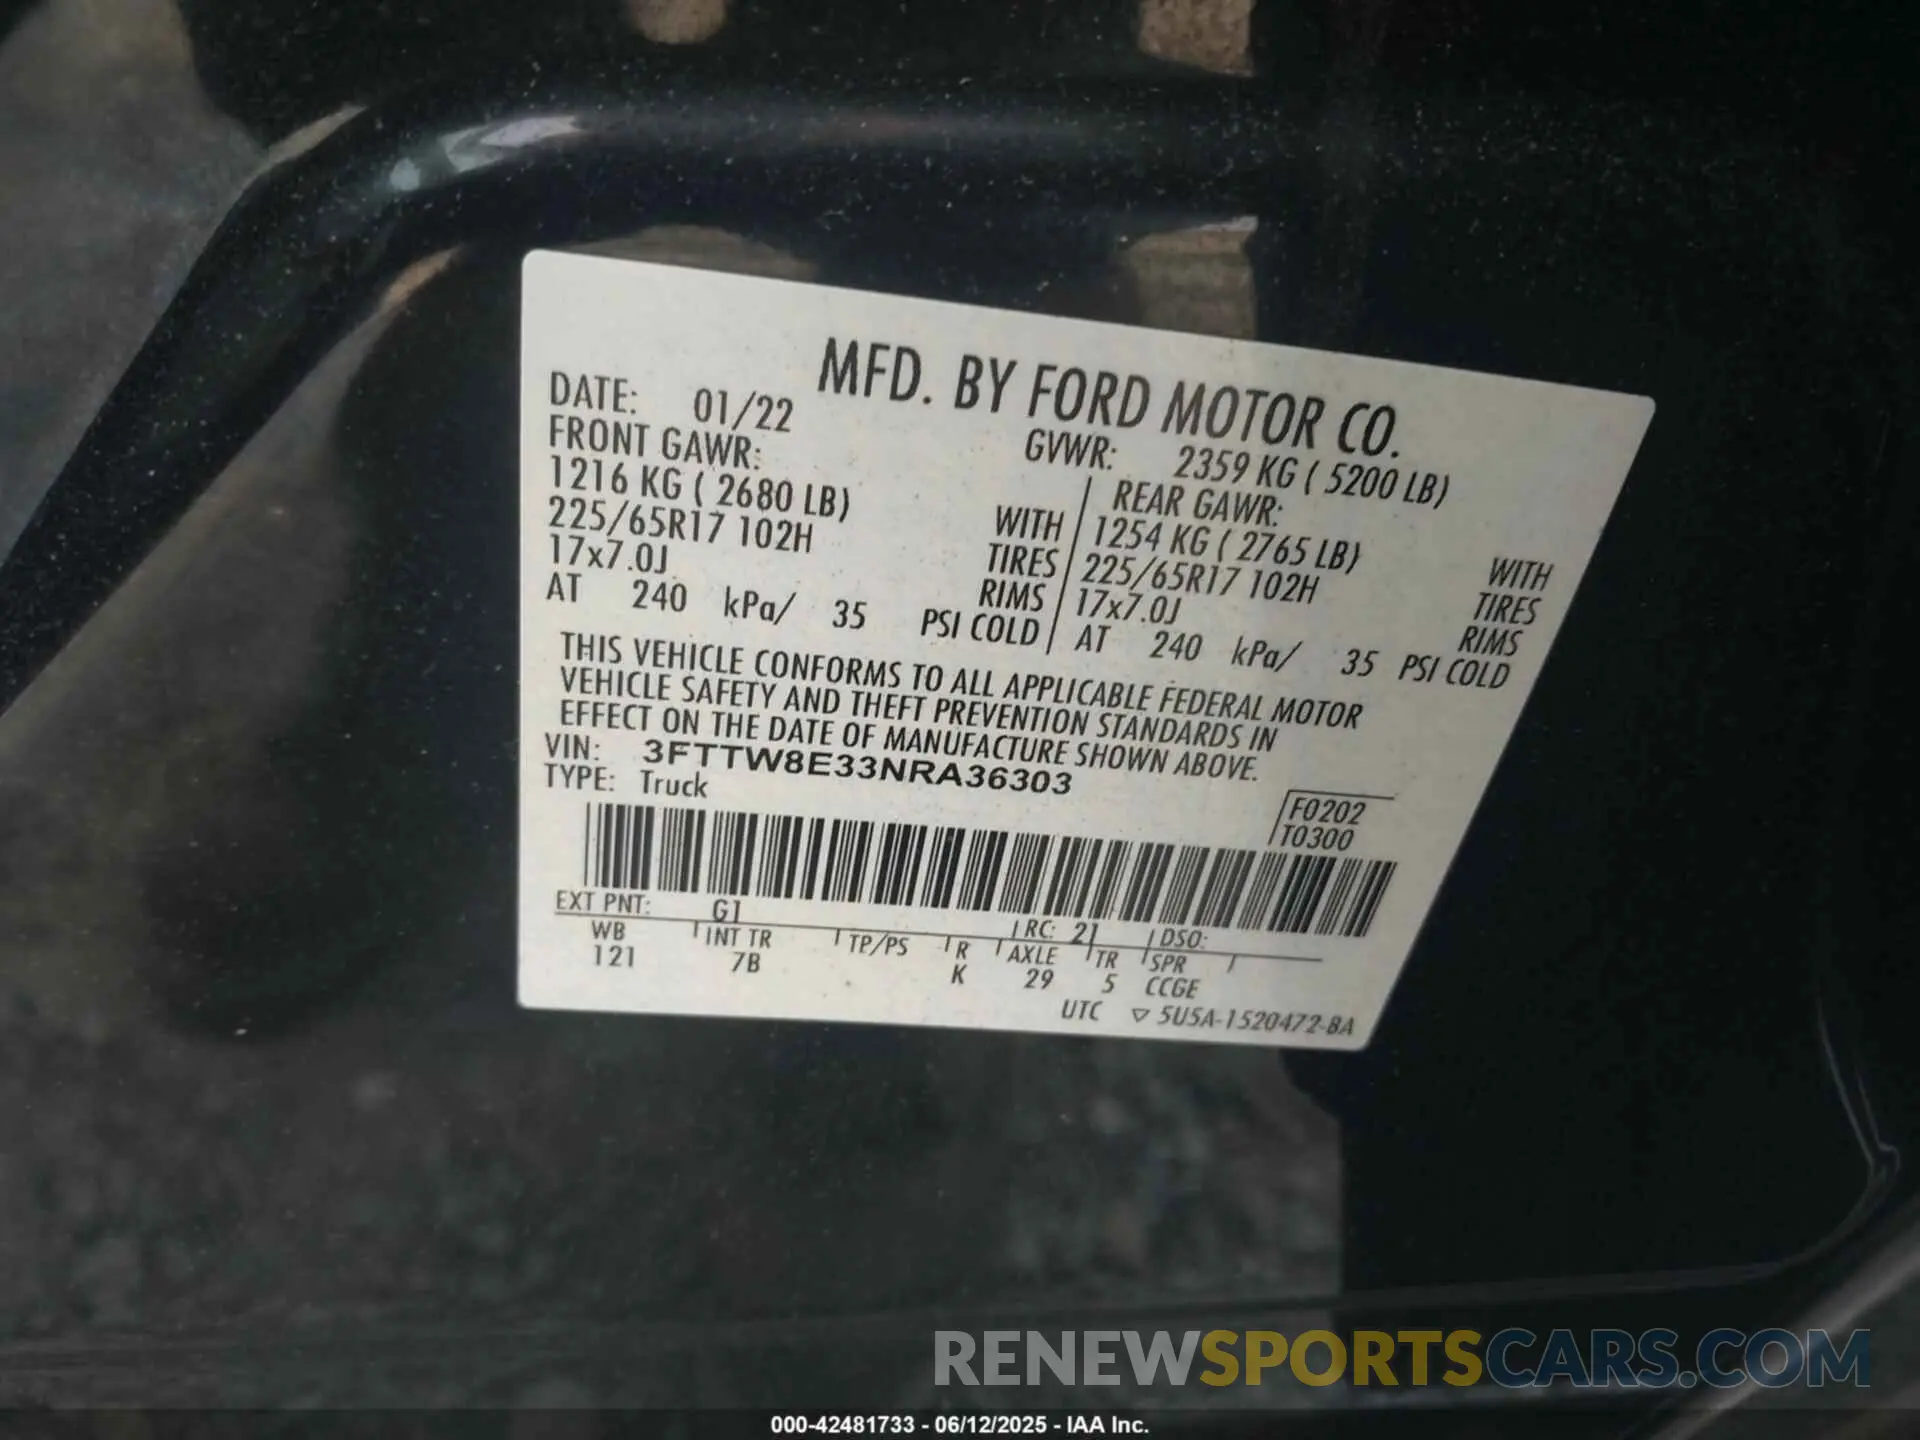 MFD. BY FORD MOTOR CO.
DATE: 01/22 GVWR: 2359 KG ( 5200 LB)
FRONT GAWR: REAR GAWR:
1216 KG ( 2680 LB) WITH 1254 KG ( 2765 LB) WITH
225/65R17 102H TIRES 225/65R17 102H TIRES
17x7.0J RIMS 17x7.0J RIMS
AT 240 kPa/ 35 PSI COLD AT 240 kPa/ 35 PSI COLD
THIS VEHICLE CONFORMS TO ALL APPLICABLE FEDERAL MOTOR
VEHICLE SAFETY AND THEFT PREVENTION STANDARDS IN
EFFECT ON THE DATE OF MANUFACTURE SHOWN ABOVE.
VIN: 3FTTW8E33NRA36303
TYPE: Truck
F0202
T0300
EXT PNT: G1 RC: 21 DSO:
WB INT TR TP/PS R AXLE TR SPR
121 7B K 29 5 CCGE
UTC ▽ 5U5A-1520472-BA
RENEWSPORTSCARS.COM
000-42481733 - 06/12/2025 - IAA Inc.